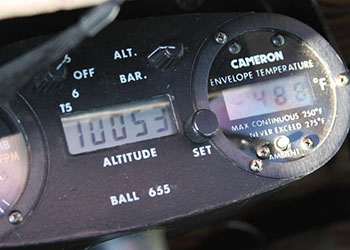 ALT.
OFF
BAR.
6
T5
10053
ALTITUDE
SET
BALL 655
CAMERON
ENVELOPE TEMPERATURE
°F
MAX CONTINUOUS 250°F
NEVER EXCEED 275°F
AMBIENT